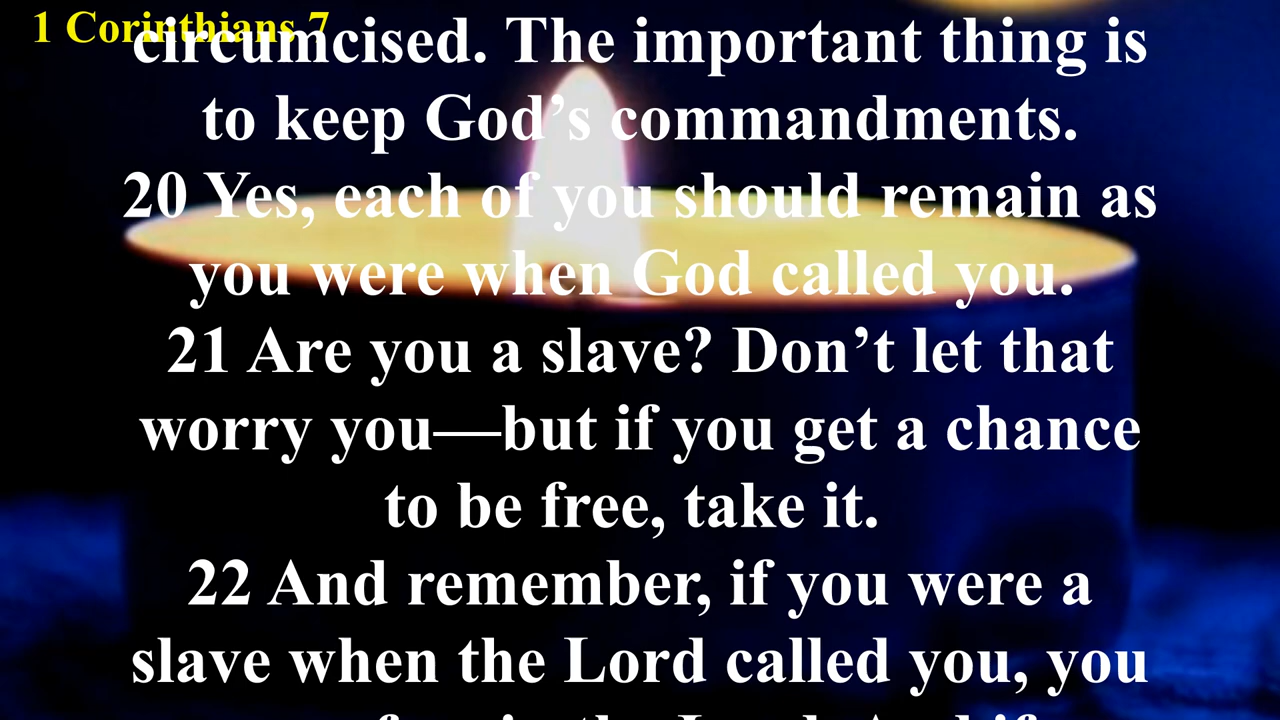 1 Corinthians 7
circumcised. The important thing is
to keep God’s commandments.
20 Yes, each of you should remain as
you were when God called you.
21 Are you a slave? Don’t let that
worry you—but if you get a chance
to be free, take it.
22 And remember, if you were a
slave when the Lord called you, you